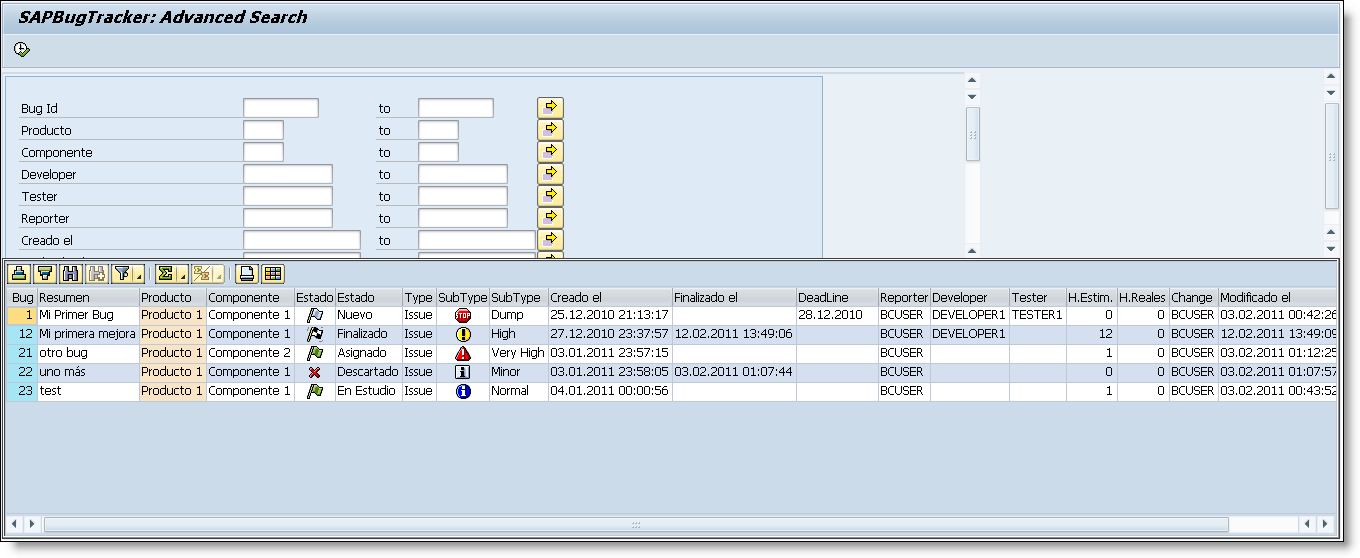 SAPBugTracker: Advanced Search
Bug Id to
Producto to
Componente to
Developer to
Tester to
Reporter to
Creado el to
Bug Resumen Producto Componente Estado Estado Type SubType SubType Creado el Finalizado el DeadLine Reporter Developer Tester H.Estim. H.Reales Change Modificado el
1 Mi Primer Bug Producto 1 Componente 1 Nuevo Issue STOP Dump 25.12.2010 21:13:17 28.12.2010 BCUSER DEVELOPER1 TESTER1 0 0 BCUSER 03.02.2011 00:42:26
12 Mi primera mejora Producto 1 Componente 1 Finalizado Issue High 27.12.2010 23:37:57 12.02.2011 13:49:06 BCUSER DEVELOPER1 12 0 BCUSER 12.02.2011 13:49:09
21 otro bug Producto 1 Componente 2 Asignado Issue Very High 03.01.2011 23:57:15 BCUSER 1 0 BCUSER 03.02.2011 01:12:25
22 uno más Producto 1 Componente 1 Descartado Issue Minor 03.01.2011 23:58:05 03.02.2011 01:07:44 BCUSER 0 0 BCUSER 03.02.2011 01:07:57
23 test Producto 1 Componente 1 En Estudio Issue Normal 04.01.2011 00:00:56 BCUSER 1 0 BCUSER 03.02.2011 00:43:52